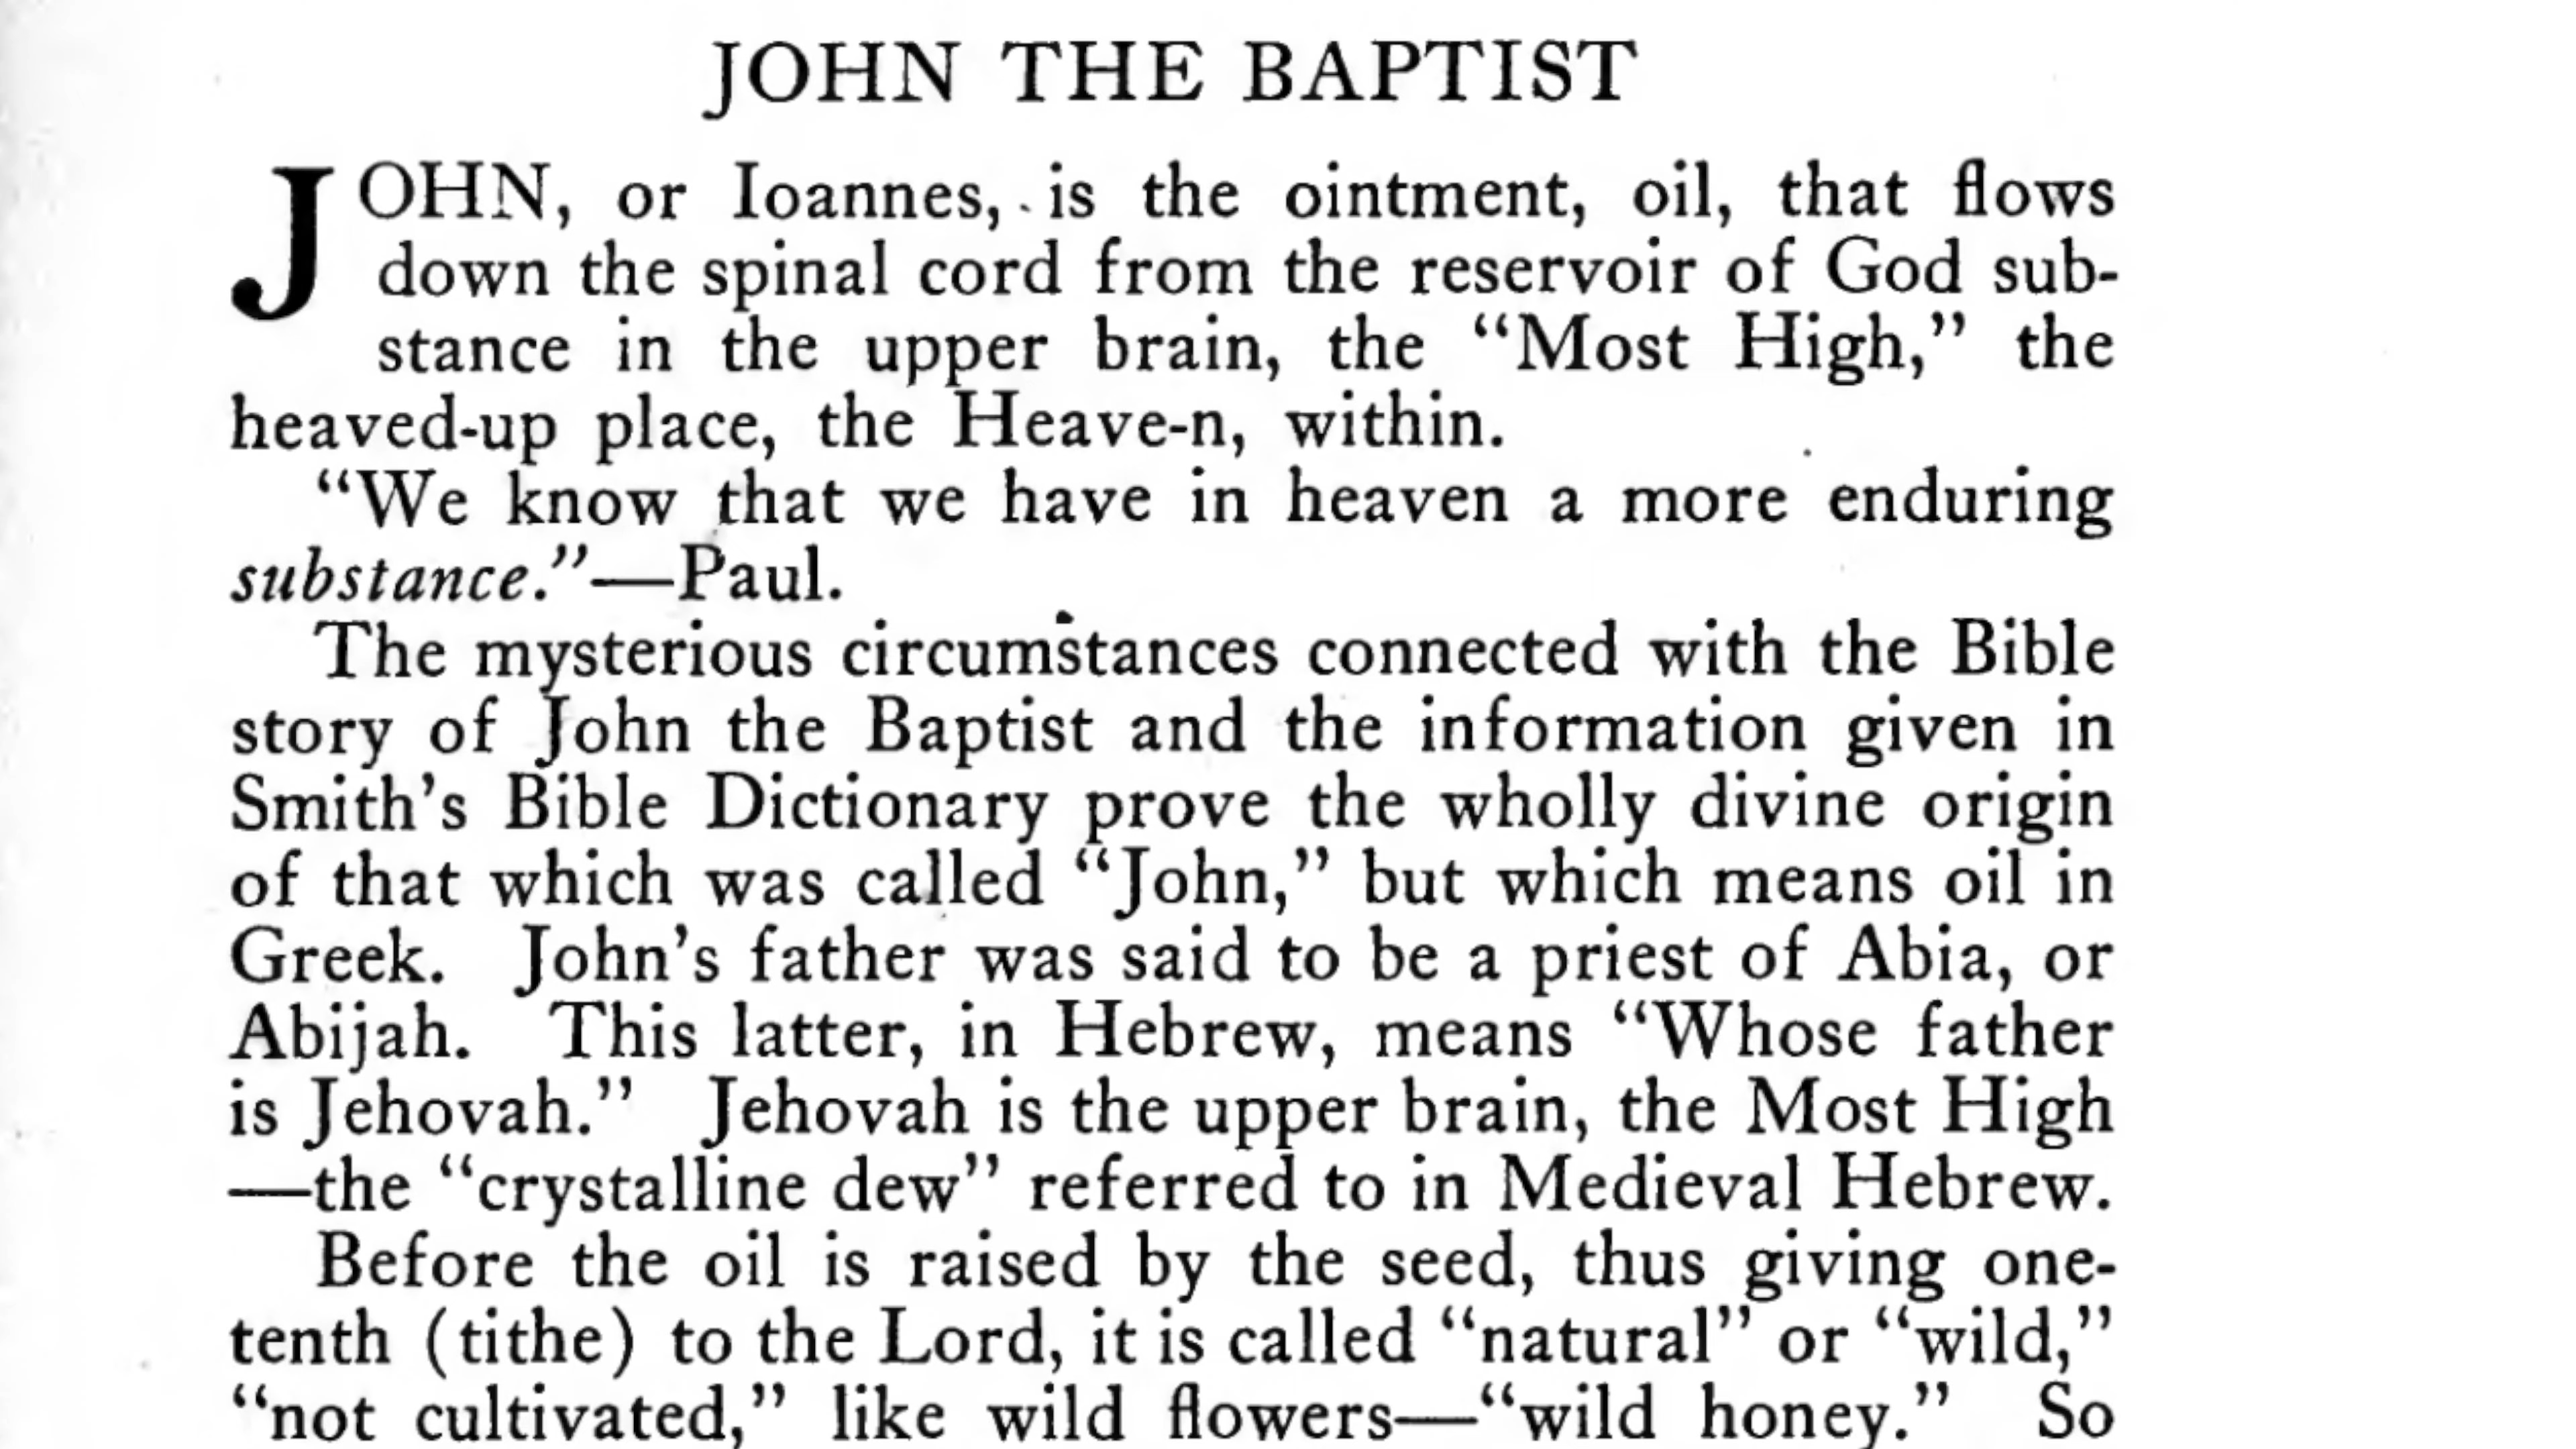 JOHN THE BAPTIST
JOHN, or Ioannes, is the ointment, oil, that flows
down the spinal cord from the reservoir of God sub-
stance in the upper brain, the “Most High,” the
heaved-up place, the Heave-n, within.
“We know that we have in heaven a more enduring
substance.”—Paul.
The mysterious circumstances connected with the Bible
story of John the Baptist and the information given in
Smith’s Bible Dictionary prove the wholly divine origin
of that which was called “John,” but which means oil in
Greek. John’s father was said to be a priest of Abia, or
Abijah. This latter, in Hebrew, means “Whose father
is Jehovah.” Jehovah is the upper brain, the Most High
—the “crystalline dew” referred to in Medieval Hebrew.
Before the oil is raised by the seed, thus giving one-
tenth (tithe) to the Lord, it is called “natural” or “wild,”
“not cultivated,” like wild flowers—“wild honey.” So